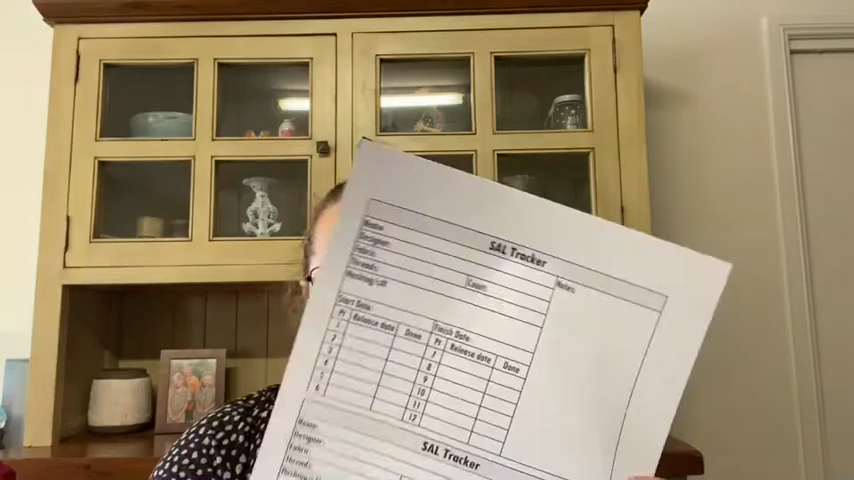 SAL Tracker
Name
Designer
Fabric Count Notes
Threads
Hashtag/List
Start Date Finish Date
Pt Release date Done Pt Release date Done
1 7
2 8
3 9
4 10
5 11
6 12
SAL Tracker
Name
Designer
Fabric
Threads